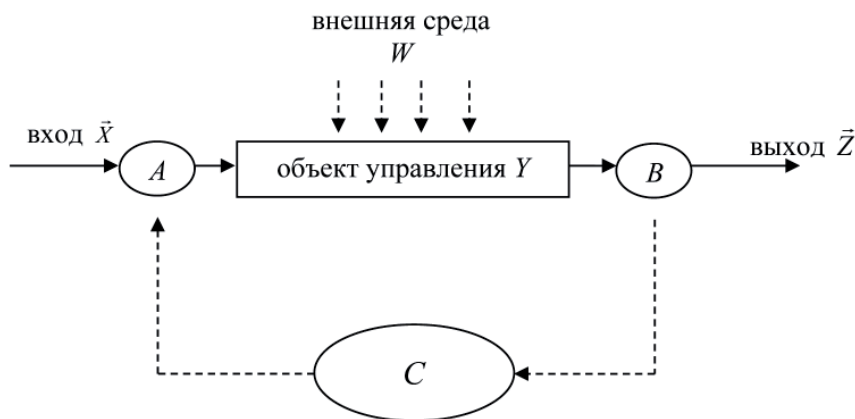 внешняя среда
W
вход X⃗
A
объект управления Y
B
выход Z⃗
C